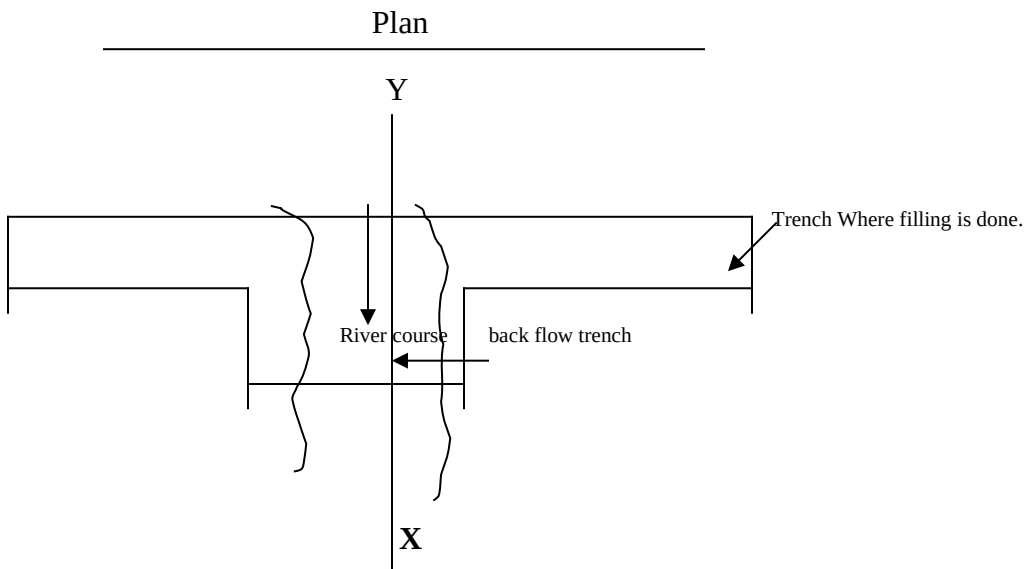 Plan
Y
Trench Where filling is done.
River course
back flow trench
X